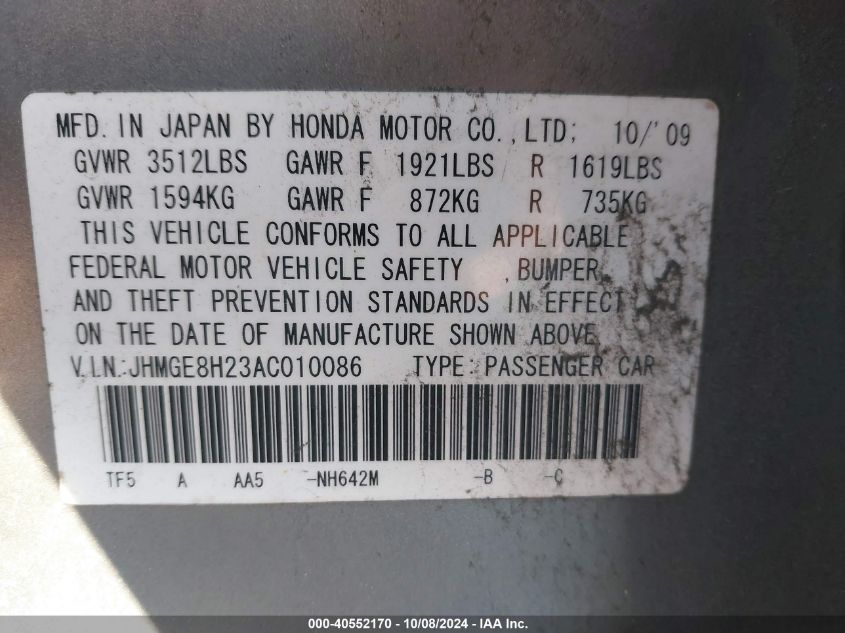 MFD. IN JAPAN BY HONDA MOTOR CO., LTD; 10/'09
GVWR 3512LBS GAWR F 1921LBS R 1619LBS
GVWR 1594KG GAWR F 872KG R 735KG
THIS VEHICLE CONFORMS TO ALL APPLICABLE
FEDERAL MOTOR VEHICLE SAFETY , BUMPER,
AND THEFT PREVENTION STANDARDS IN EFFECT
ON THE DATE OF MANUFACTURE SHOWN ABOVE.
V.I.N.:JHMGE8H23AC010086 TYPE: PASSENGER CAR
TF5 A AA5 -NH642M -B -C
000-40552170 - 10/08/2024 - IAA Inc.